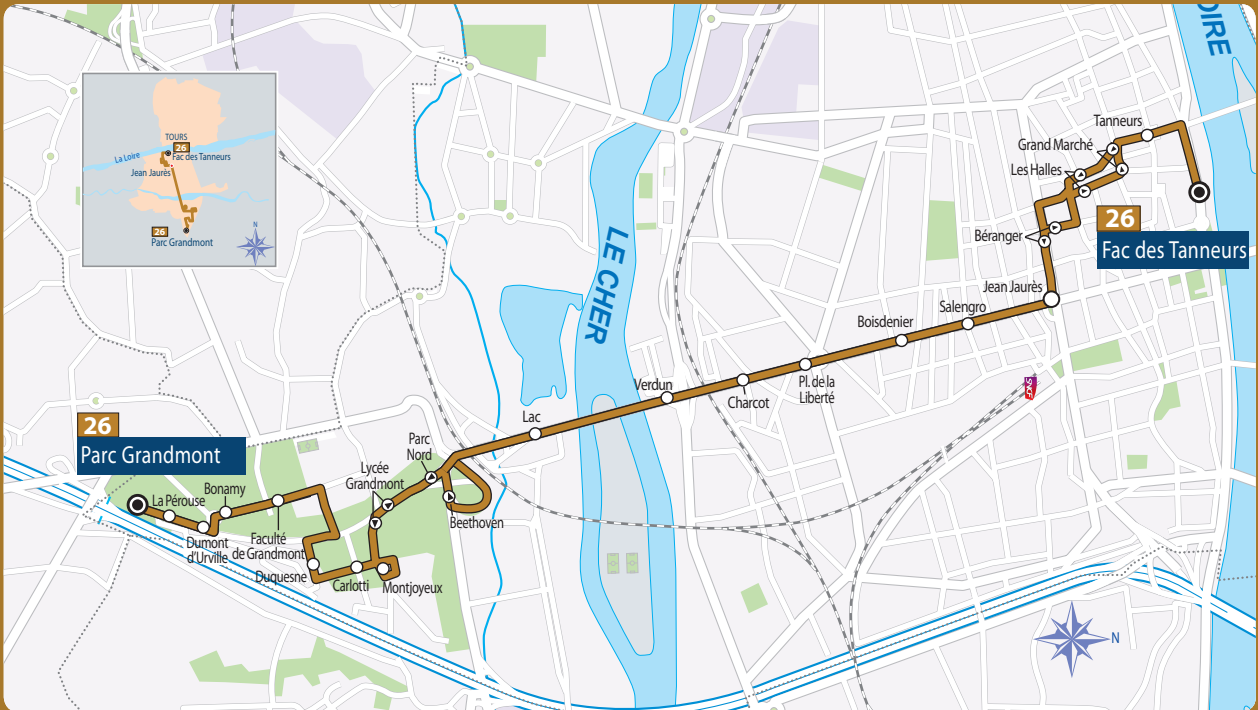 OIRE
TOURS
26
La Loire
Fac des Tanneurs
Jean Jaurès
26
Parc Grandmont
N
Tanneurs
Grand Marché
Les Halles
26
Fac des Tanneurs
Béranger
Jean Jaurès
Salengro
Boisdenier
LE CHER
Pl. de la
Liberté
Charcot
Verdun
SNCF
Lac
Parc
Nord
Lycée
Grandmont
Beethoven
26
Parc Grandmont
La Pérouse
Bonamy
Dumont
d'Urville
Faculté
de Grandmont
Duquesne
Carlotti
Montjoyeux
N